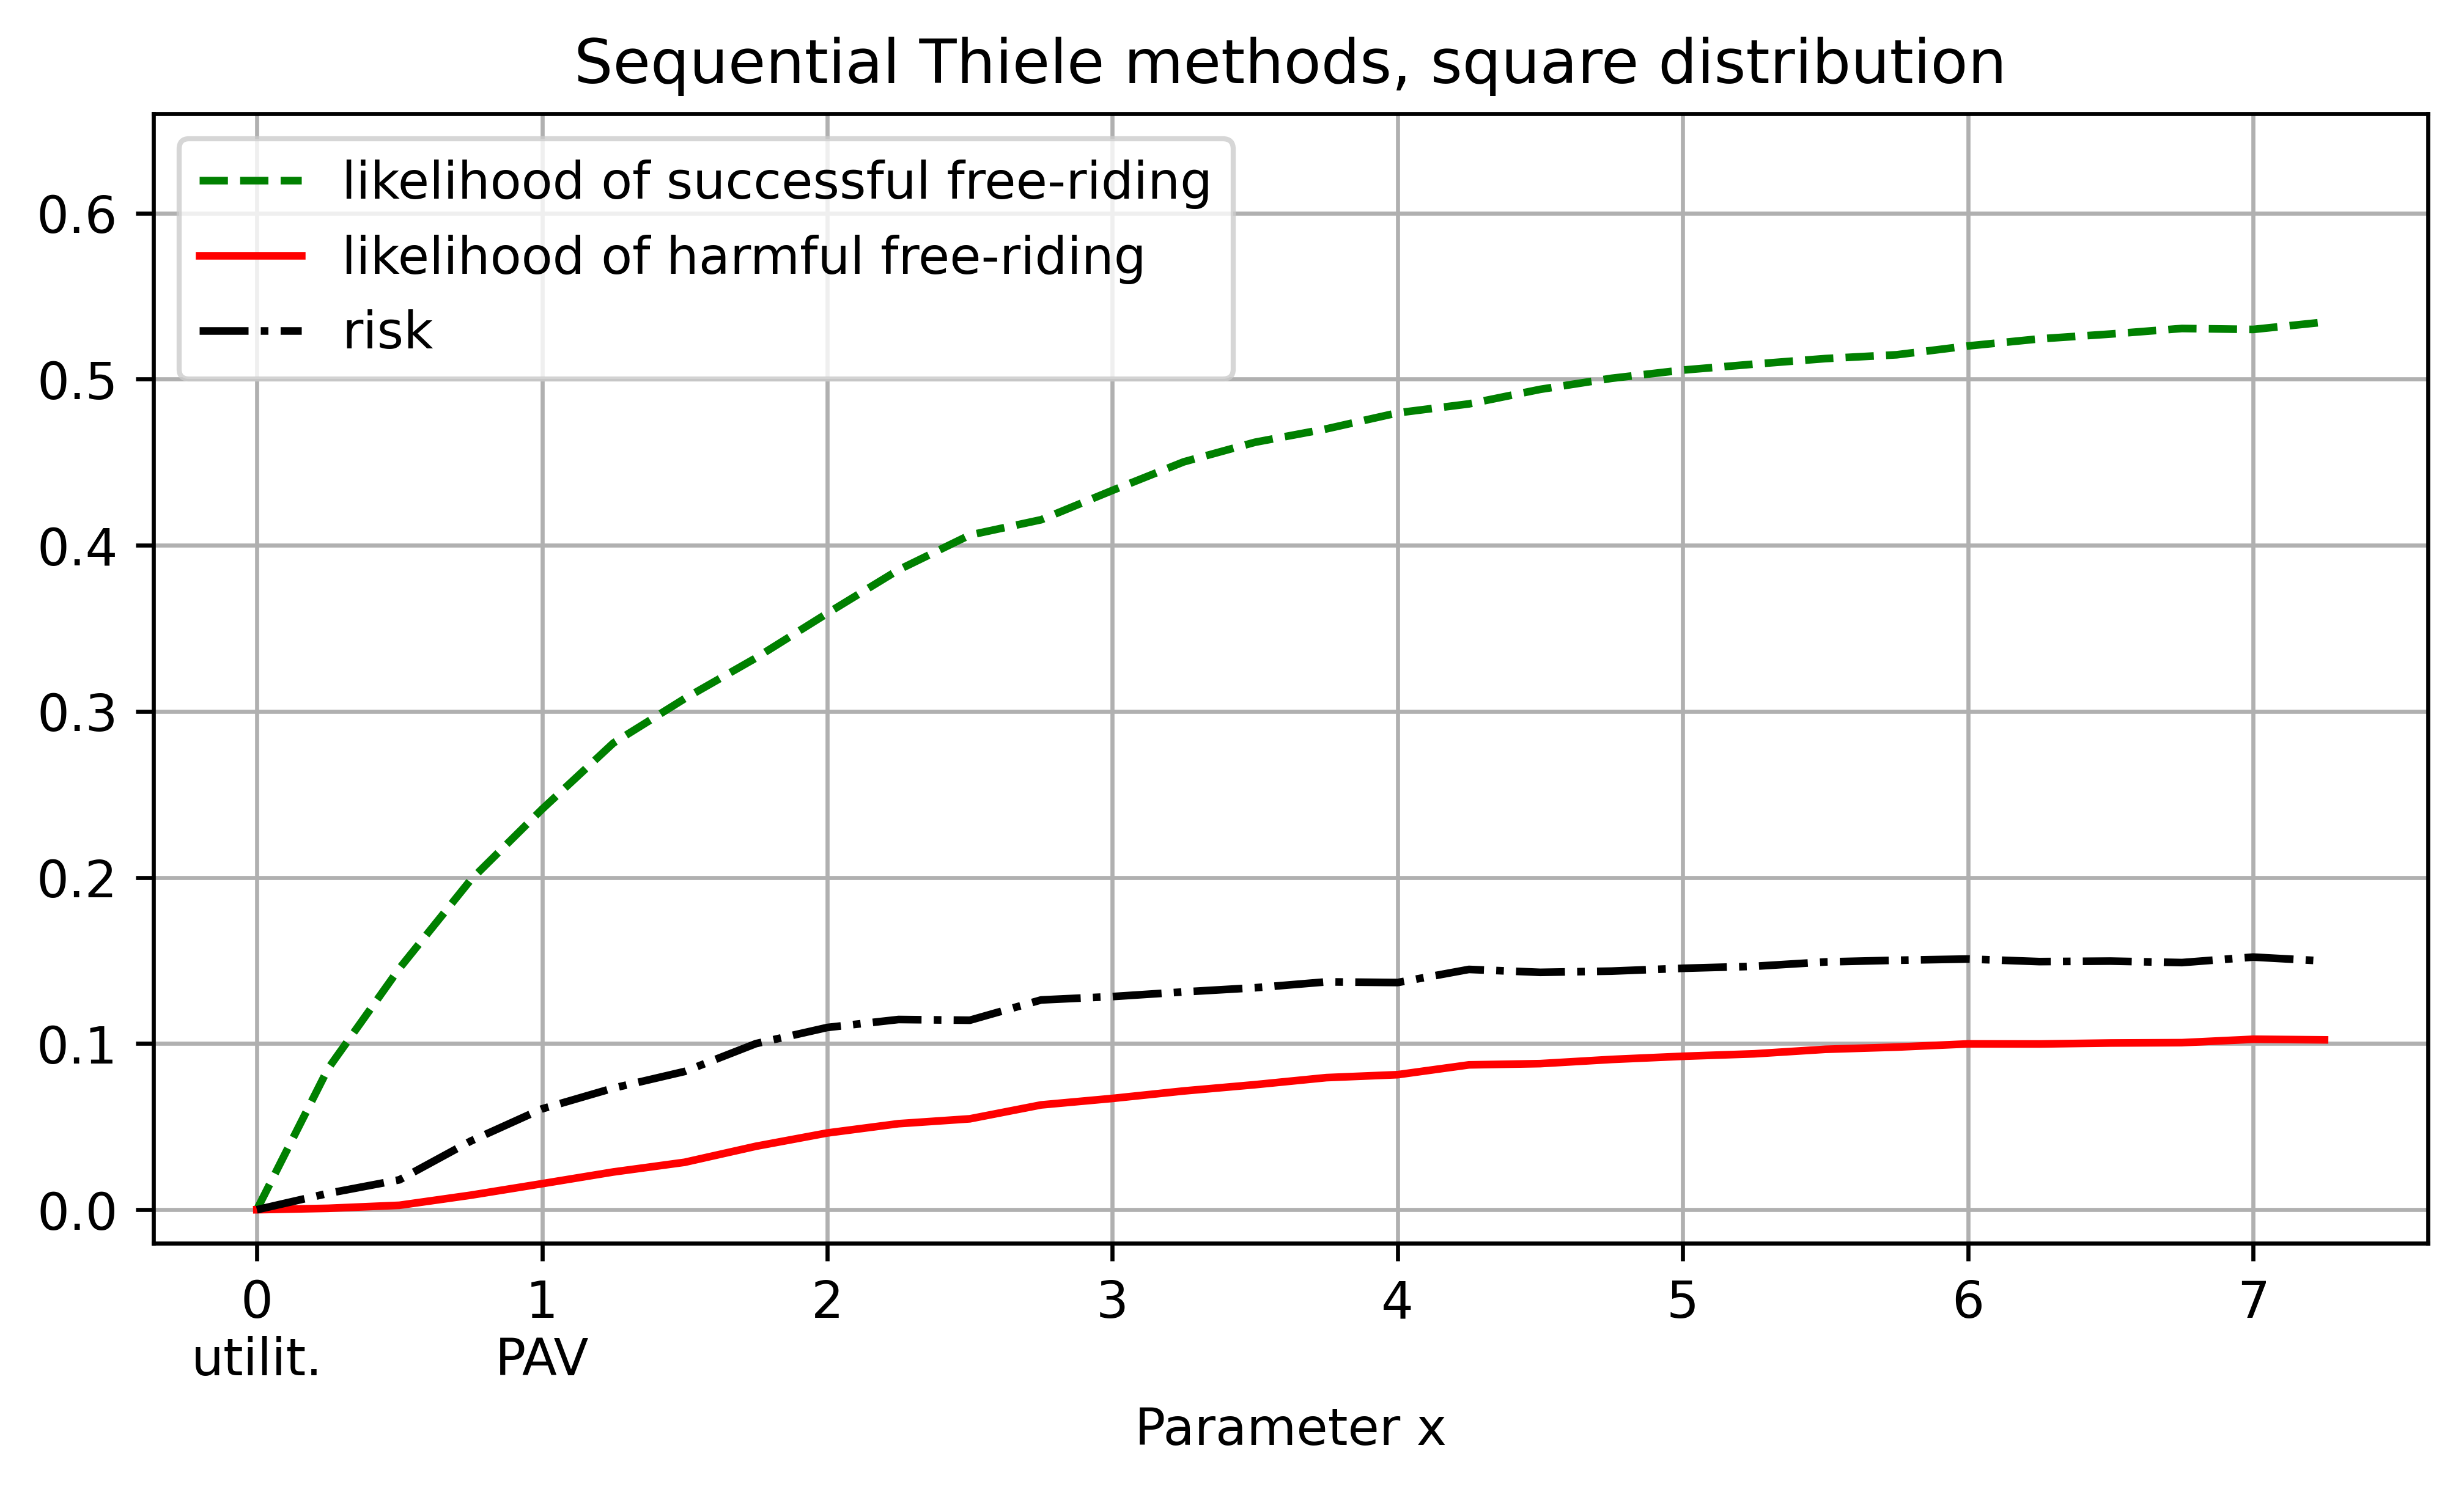 Sequential Thiele methods, square distribution
likelihood of successful free-riding
likelihood of harmful free-riding
risk
0.6
0.5
0.4
0.3
0.2
0.1
0.0
0 1 2 3 4 5 6 7
utilit. PAV
Parameter x